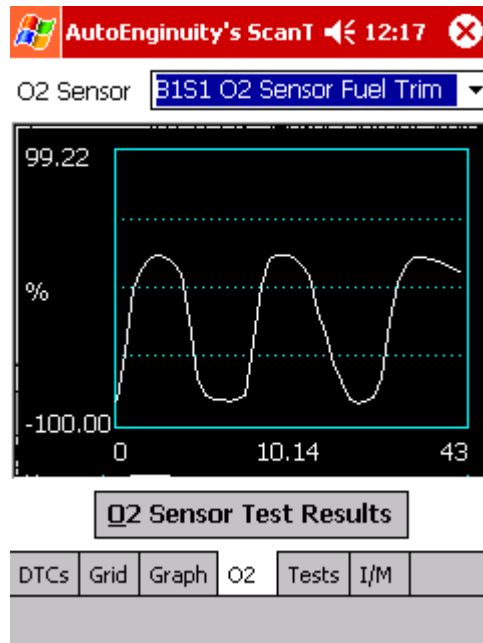 AutoEnginuity's ScanT 12:17
O2 Sensor B1S1 O2 Sensor Fuel Trim
99.22
%
-100.00
0 10.14 43
O2 Sensor Test Results
DTCs Grid Graph O2 Tests I/M